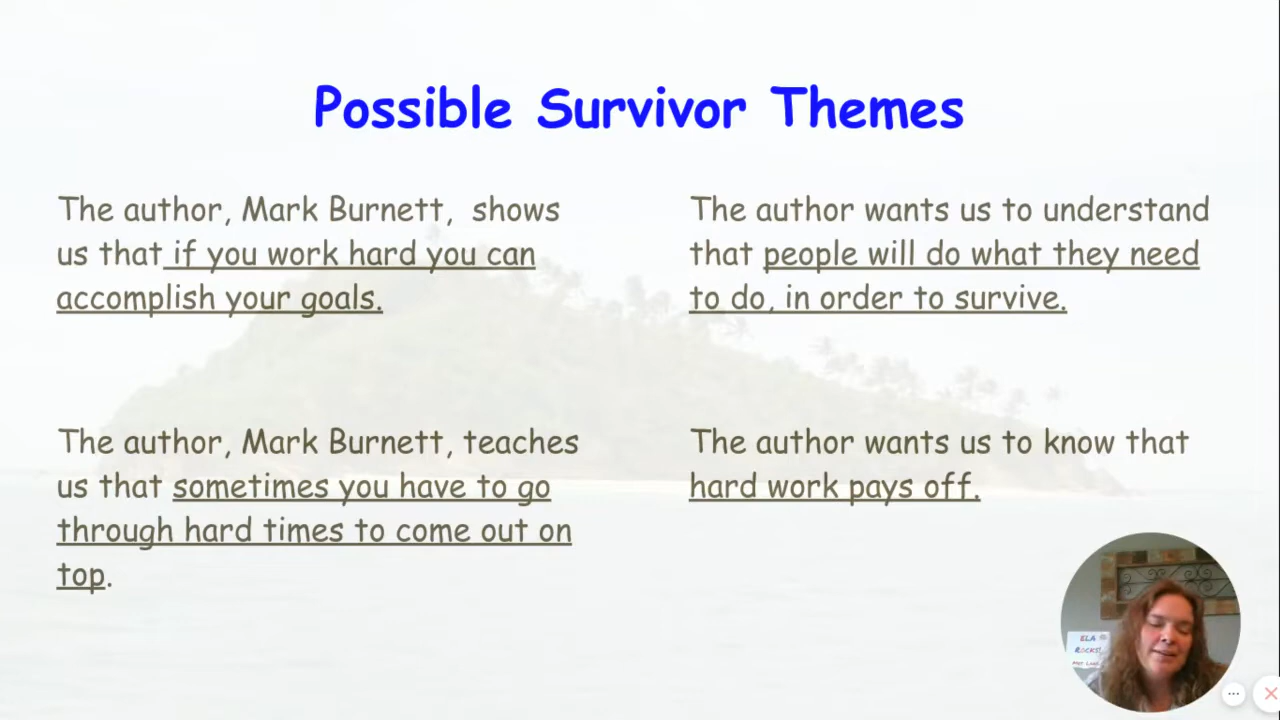 Possible Survivor Themes
The author, Mark Burnett, shows
us that if you work hard you can
accomplish your goals.
The author wants us to understand
that people will do what they need
to do, in order to survive.
The author, Mark Burnett, teaches
us that sometimes you have to go
through hard times to come out on
top.
The author wants us to know that
hard work pays off.
ELA
ROCKS!